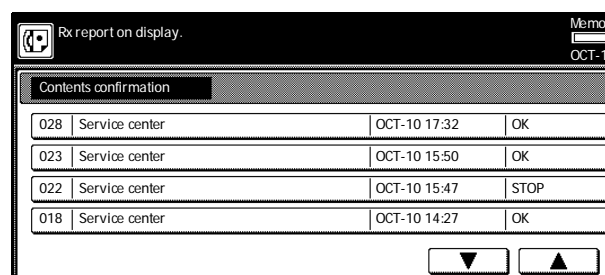 Rx report on display.
Memo
OCT-1
Contents confirmation
028 Service center OCT-10 17:32 OK
023 Service center OCT-10 15:50 OK
022 Service center OCT-10 15:47 STOP
018 Service center OCT-10 14:27 OK